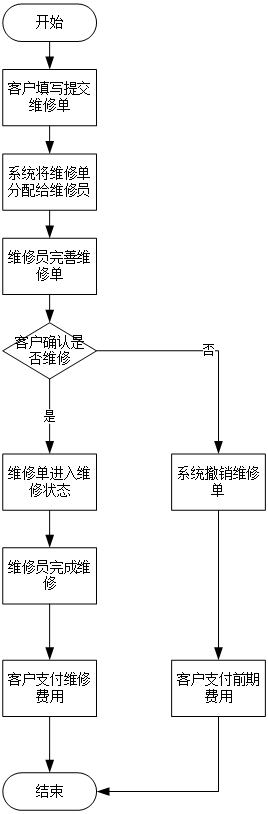 开始
客户填写提交
维修单
系统将维修单
分配给维修员
维修员完善维
修单
客户确认是
否维修
否
是
维修单进入维
修状态
系统撤销维修
单
维修员完成维
修
客户支付维修
费用
客户支付前期
费用
结束